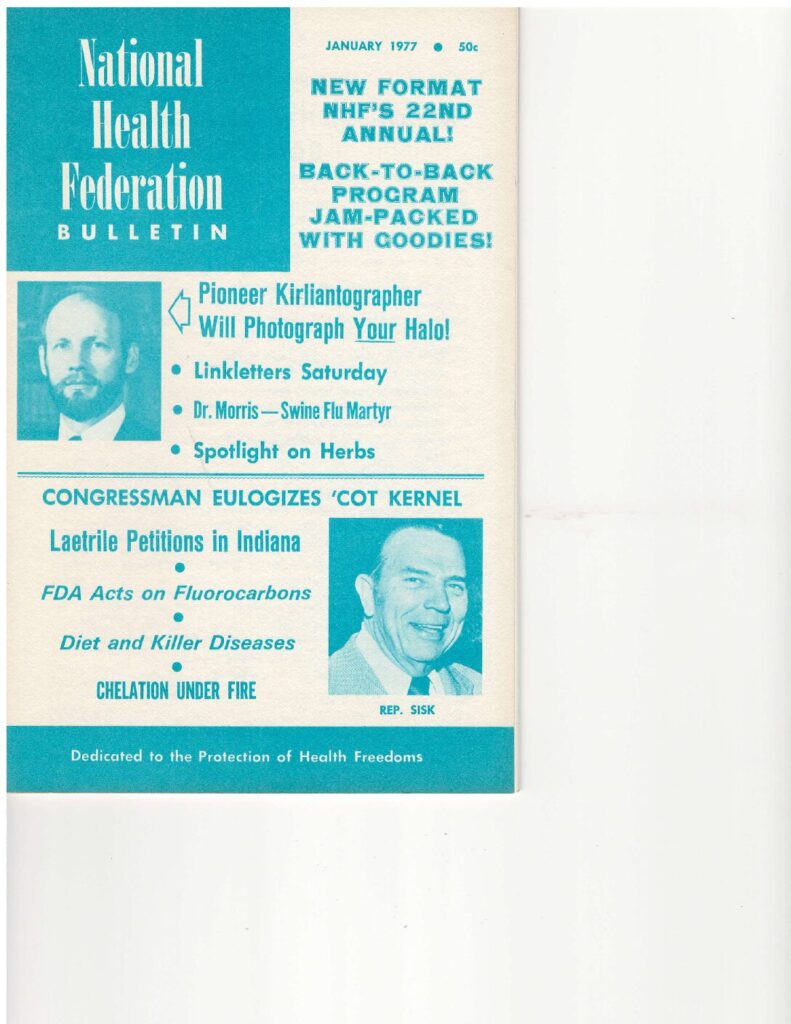 National
Health
Federation
BULLETIN
JANUARY 1977 • 50c
NEW FORMAT
NHF'S 22ND
ANNUAL!
BACK-TO-BACK
PROGRAM
JAM-PACKED
WITH GOODIES!
Pioneer Kirliantographer
Will Photograph Your Halo!
• Linkletters Saturday
• Dr. Morris — Swine Flu Martyr
• Spotlight on Herbs
CONGRESSMAN EULOGIZES 'COT KERNEL
Laetrile Petitions in Indiana
•
FDA Acts on Fluorocarbons
•
Diet and Killer Diseases
•
CHELATION UNDER FIRE
REP. SISK
Dedicated to the Protection of Health Freedoms